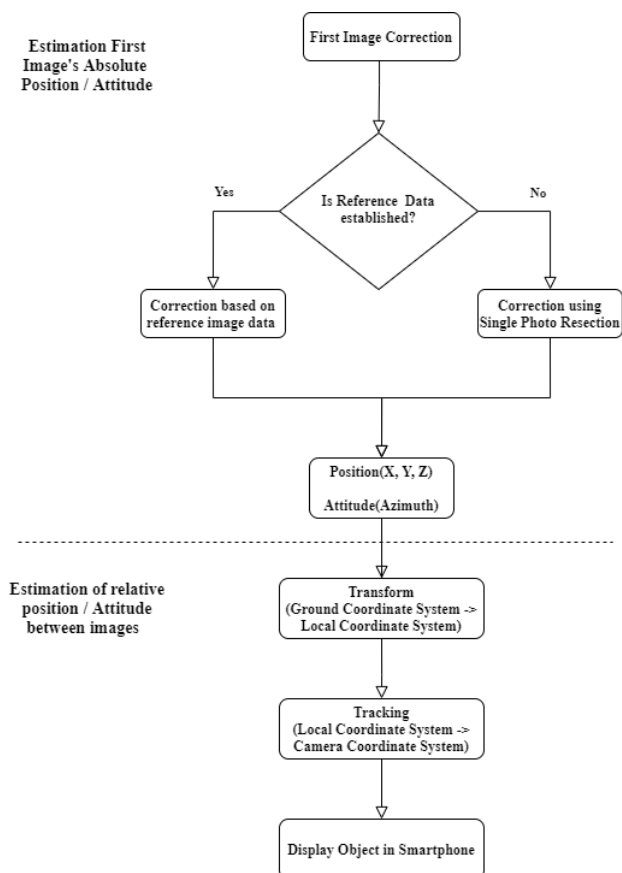 Estimation First
Image's Absolute
Position / Attitude
First Image Correction
Is Reference Data
established?
Yes
No
Correction based on
reference image data
Correction using
Single Photo Resection
Position(X, Y, Z)
Attitude(Azimuth)
Estimation of relative
position / Attitude
between images
Transform
(Ground Coordinate System ->
Local Coordinate System)
Tracking
(Local Coordinate System ->
Camera Coordinate System)
Display Object in Smartphone